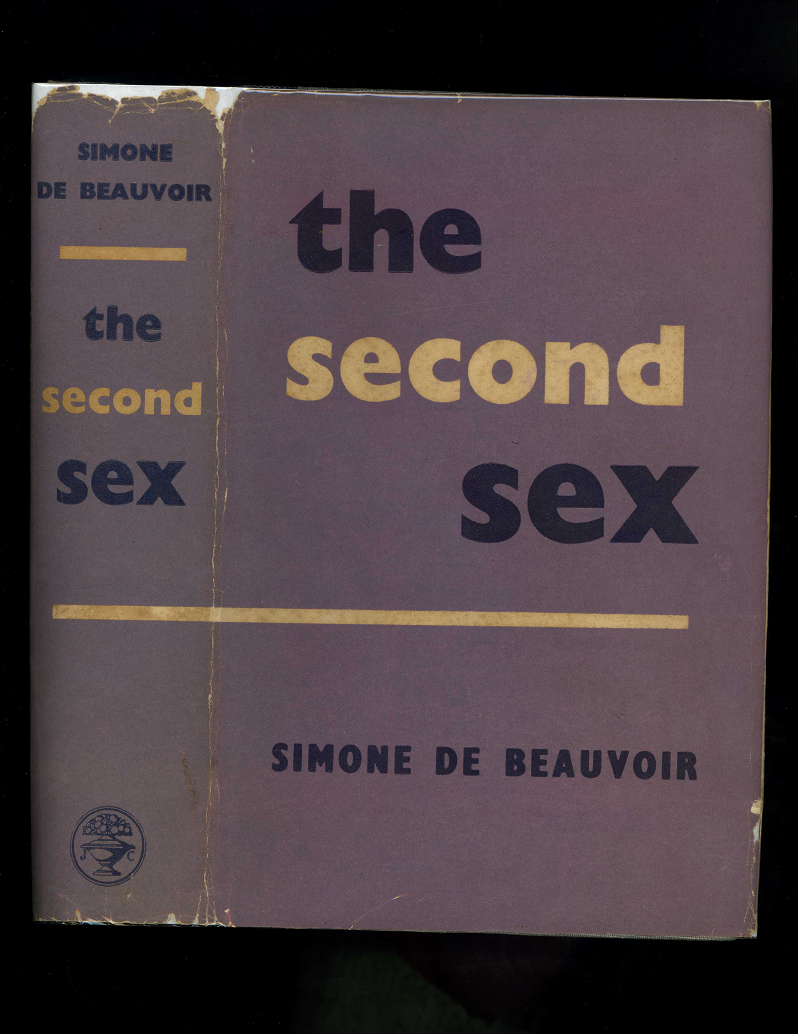 SIMONE
DE BEAUVOIR
the
second
sex
J C
the
second
sex
SIMONE DE BEAUVOIR